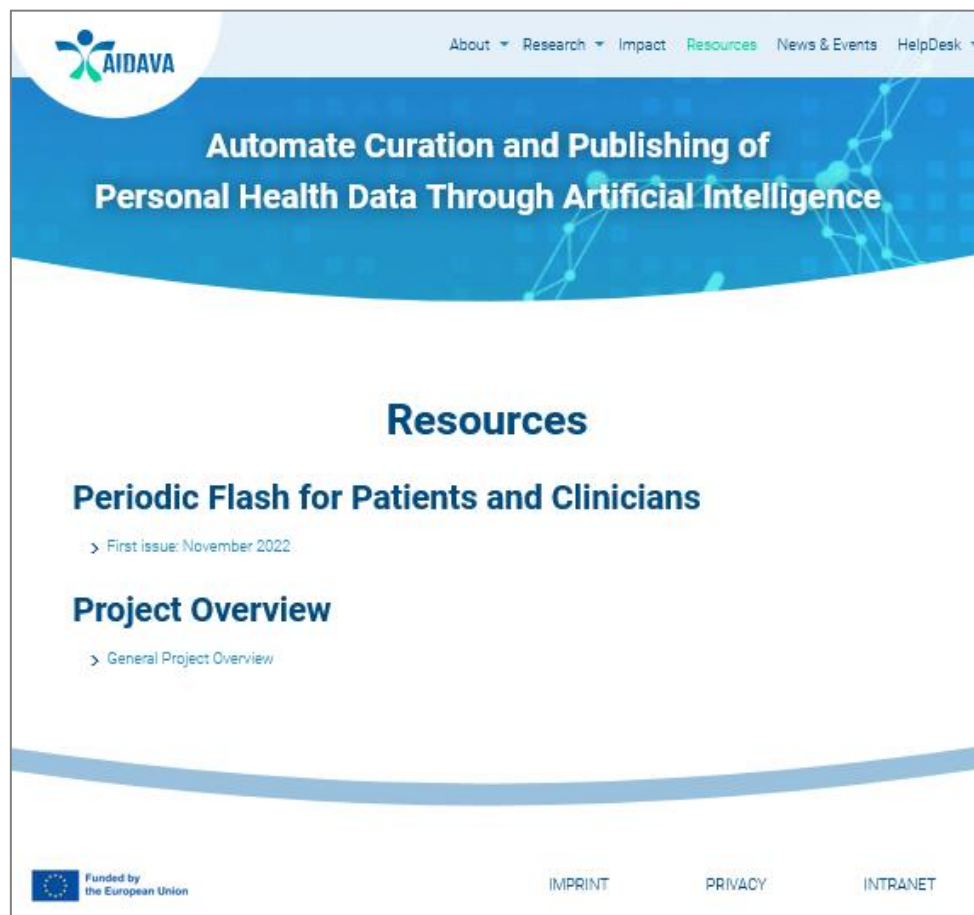 AIDAVA
About Research Impact Resources News & Events HelpDesk
Automate Curation and Publishing of
Personal Health Data Through Artificial Intelligence
Resources
Periodic Flash for Patients and Clinicians
First issue: November 2022
Project Overview
General Project Overview
Funded by
the European Union
IMPRINT PRIVACY INTRANET